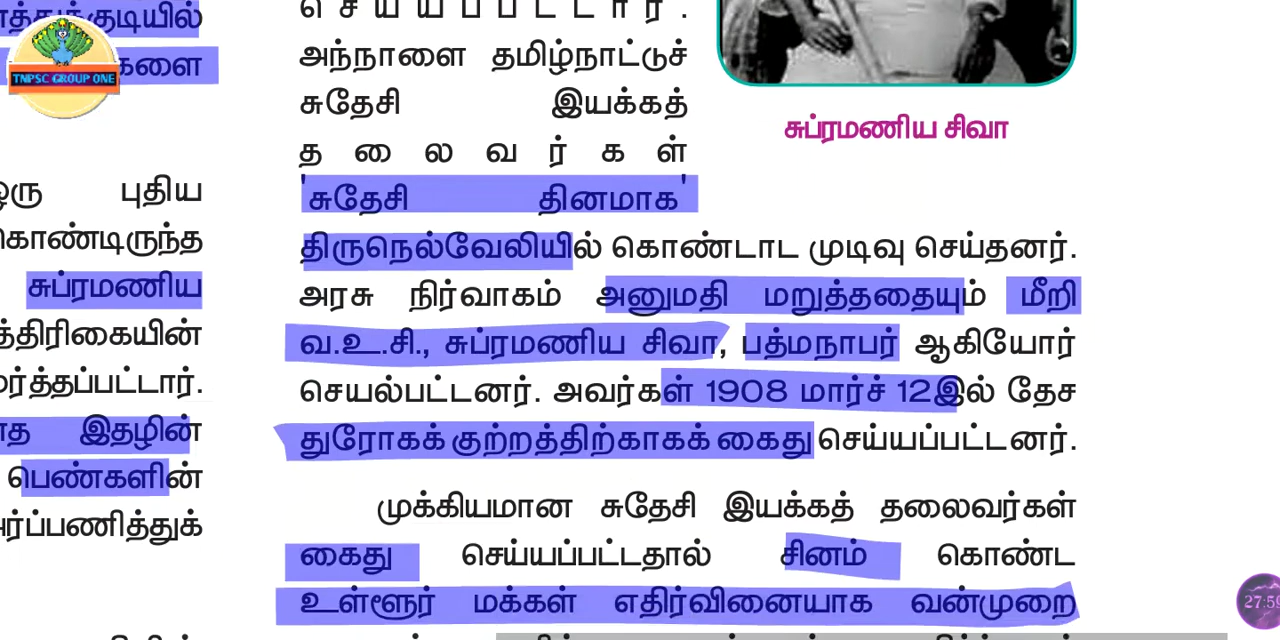 த்துக்குடியில்
களை
TNPSC GROUP ONE
ஒரு புதிய
கொண்டிருந்த
சுப்ரமணிய
த்திரிகையின்
மர்த்தப்பட்டார்.
ாத இதழின்
பெண்களின்
ர்ப்பணித்துக்
செய்யப்பட்டார்.
அந்நாளை தமிழ்நாட்டுச்
சுதேசி இயக்கத்
த லை வ ர் க ள்
'சுதேசி தினமாக'
திருநெல்வேலியில் கொண்டாட முடிவு செய்தனர்.
அரசு நிர்வாகம் அனுமதி மறுத்ததையும் மீறி
வ.உ.சி., சுப்ரமணிய சிவா, பத்மநாபர் ஆகியோர்
செயல்பட்டனர். அவர்கள் 1908 மார்ச் 12இல் தேச
துரோகக் குற்றத்திற்காகக் கைது செய்யப்பட்டனர்.
முக்கியமான சுதேசி இயக்கத் தலைவர்கள்
கைது செய்யப்பட்டதால் சினம் கொண்ட
உள்ளூர் மக்கள் எதிர்வினையாக வன்முறை
சுப்ரமணிய சிவா
27:59